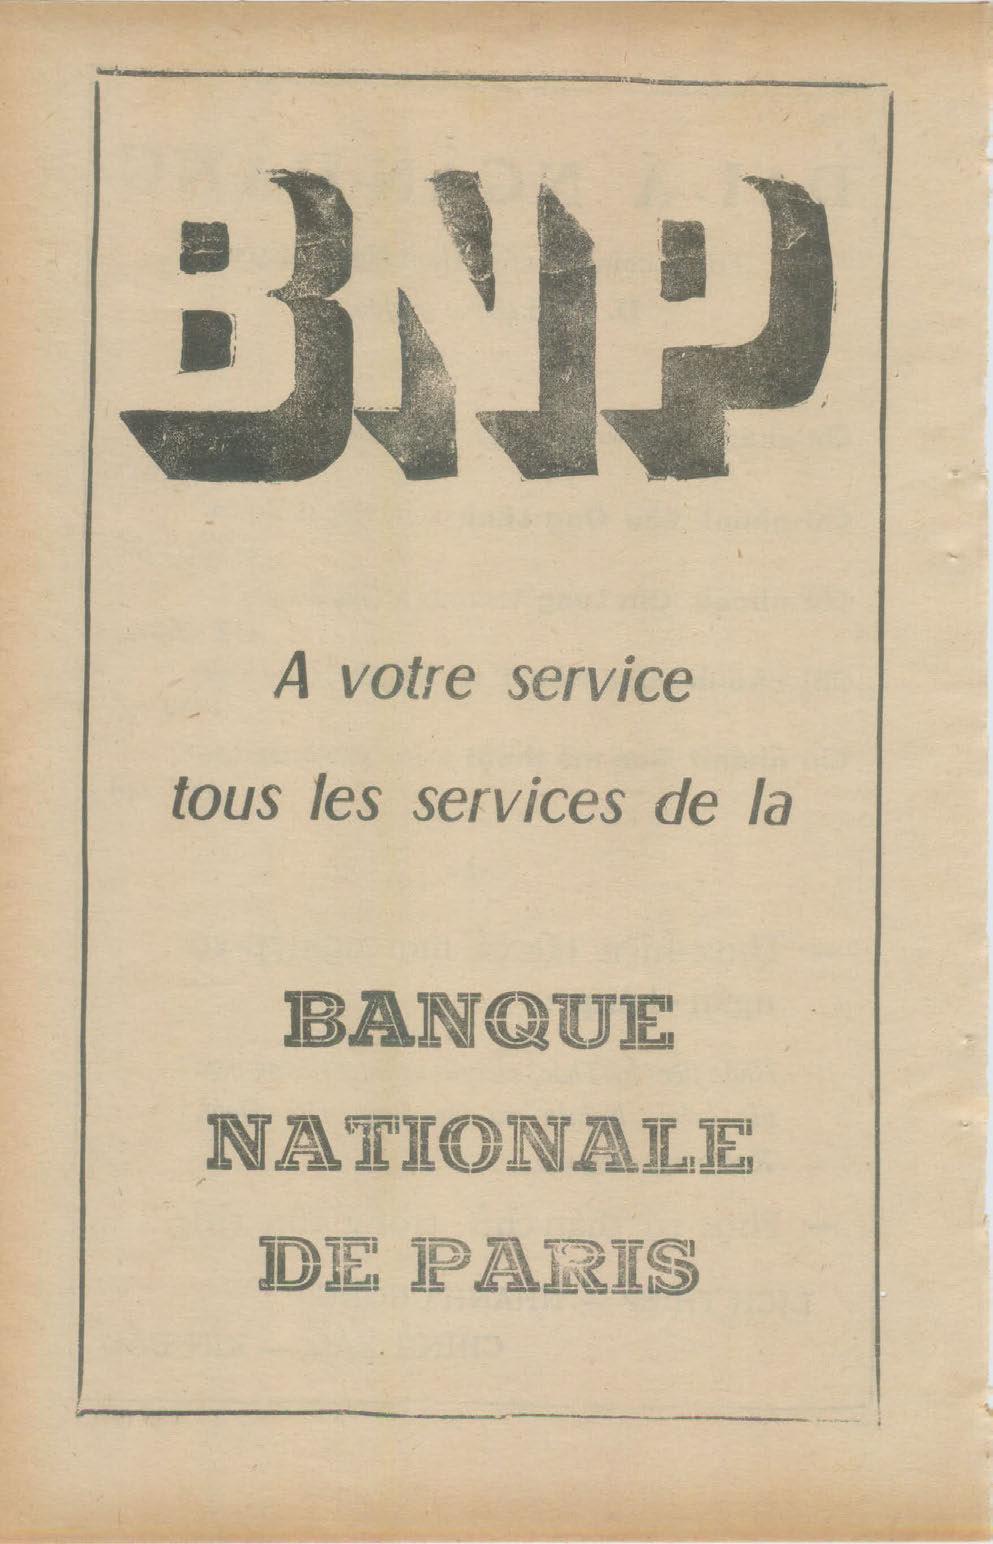 BNP
A votre service
tous les services de la
BANQUE
NATIONALE
DE PARIS